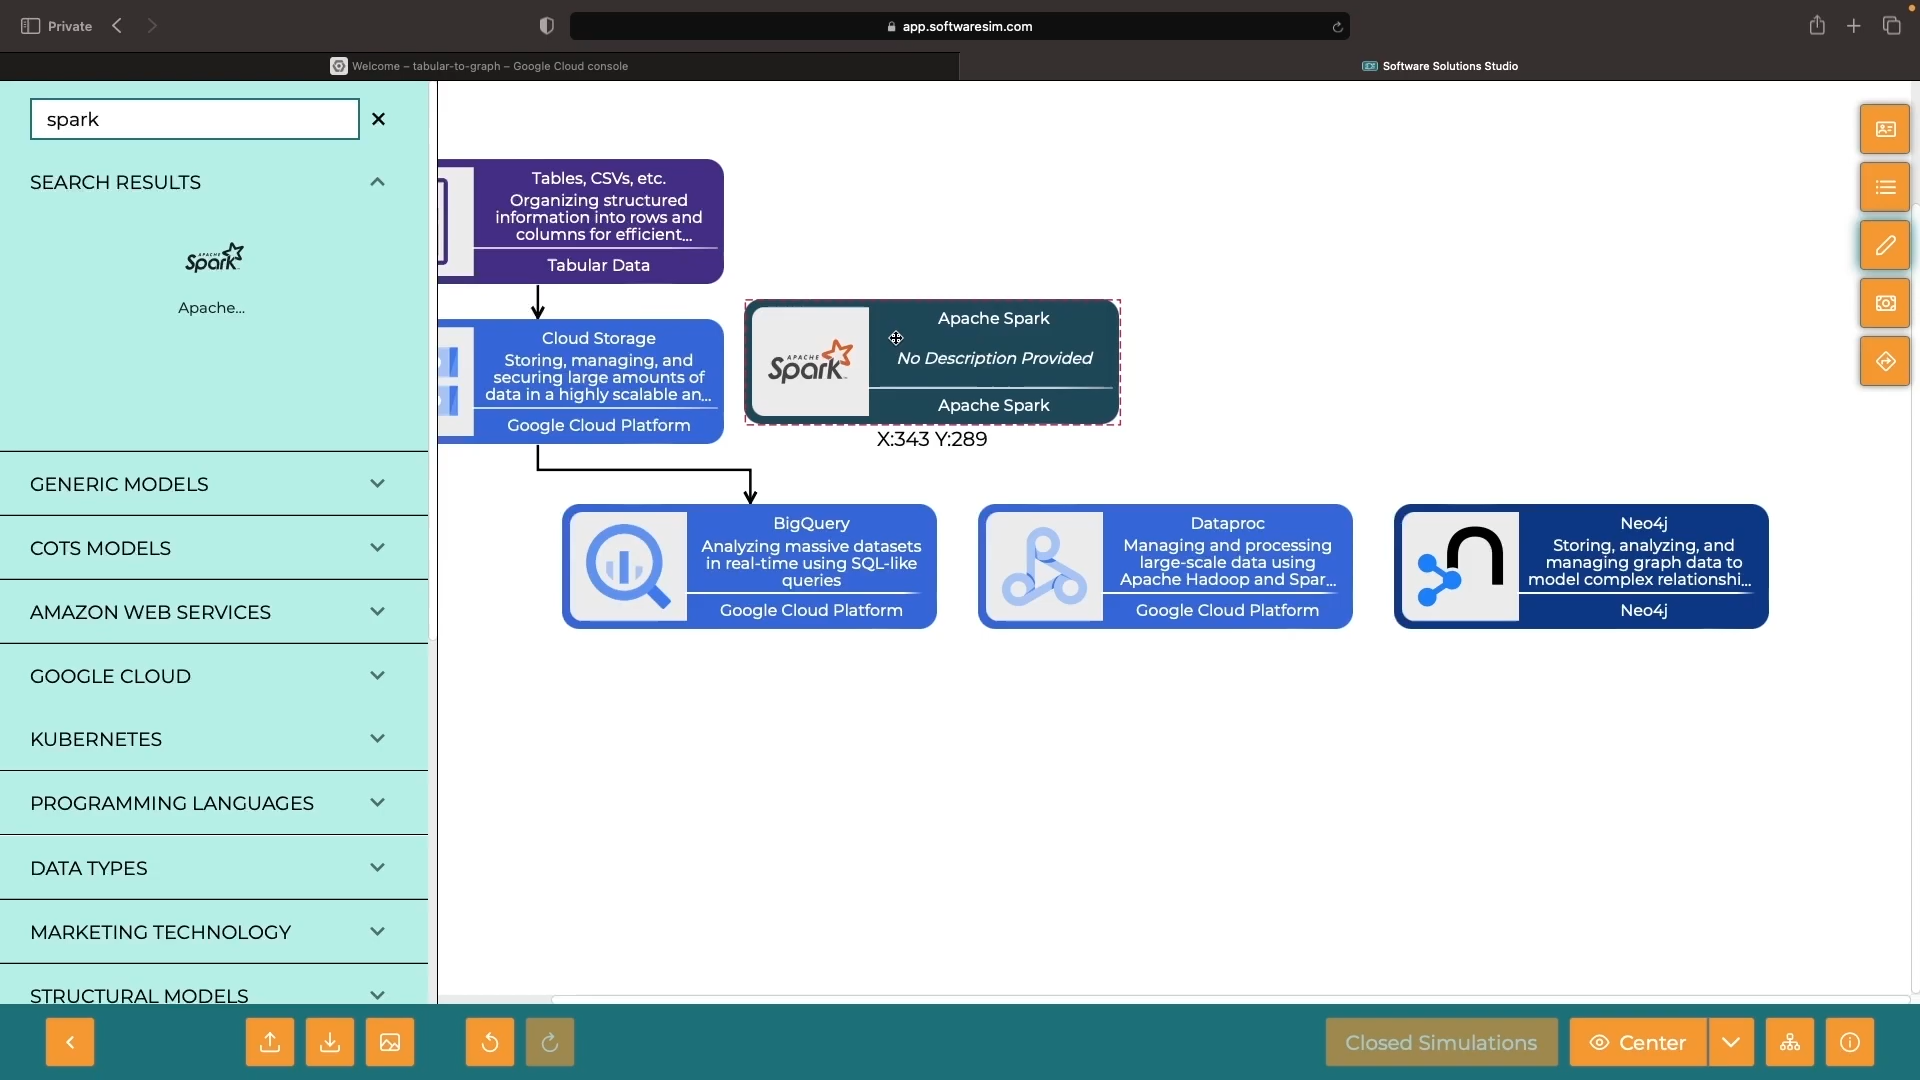 Private
app.softwaresim.com
Welcome – tabular-to-graph – Google Cloud console
Software Solutions Studio
spark
SEARCH RESULTS
APACHE
Spark
Apache...
GENERIC MODELS
COTS MODELS
AMAZON WEB SERVICES
GOOGLE CLOUD
KUBERNETES
PROGRAMMING LANGUAGES
DATA TYPES
MARKETING TECHNOLOGY
STRUCTURAL MODELS
Tables, CSVs, etc.
Organizing structured
information into rows and
columns for efficient...
Tabular Data
Cloud Storage
Storing, managing, and
securing large amounts of
data in a highly scalable an...
Google Cloud Platform
APACHE
Spark
Apache Spark
No Description Provided
Apache Spark
X:343 Y:289
BigQuery
Analyzing massive datasets
in real-time using SQL-like
queries
Google Cloud Platform
Dataproc
Managing and processing
large-scale data using
Apache Hadoop and Spar...
Google Cloud Platform
Neo4j
Storing, analyzing, and
managing graph data to
model complex relationshi...
Neo4j
Closed Simulations
Center